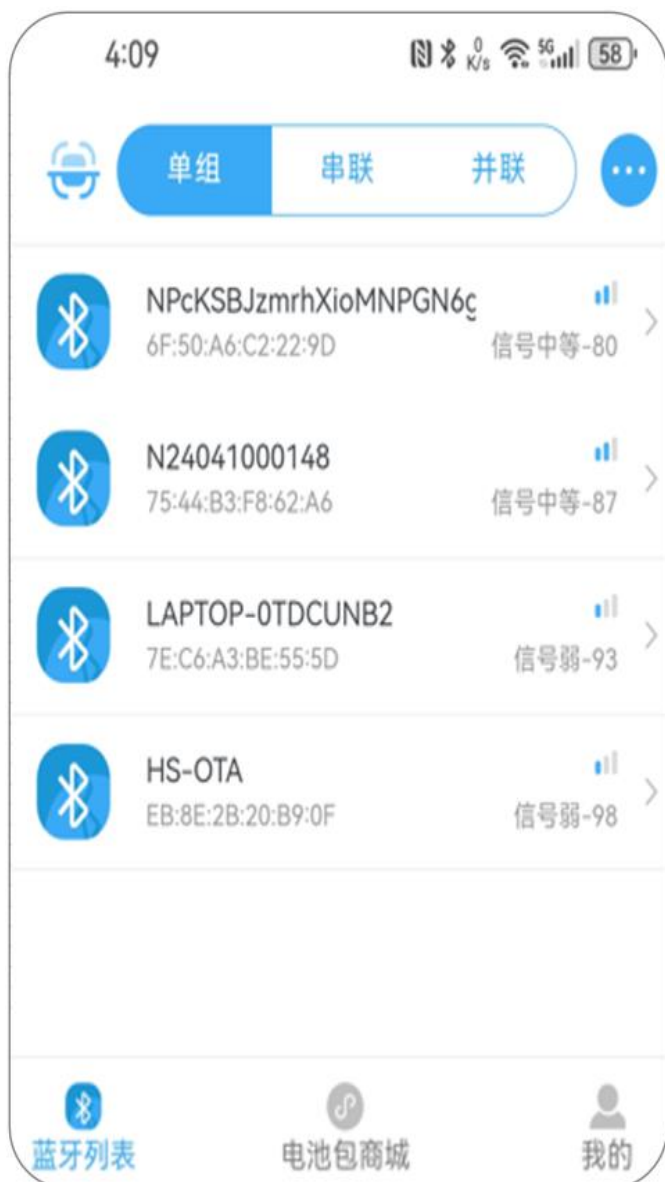 4:09
0 K/s 5G 58
单组 串联 并联
NPcKSBJzmrhXioMNPGN6g
6F:50:A6:C2:22:9D 信号中等-80
N24041000148
75:44:B3:F8:62:A6 信号中等-87
LAPTOP-0TDCUNB2
7E:C6:A3:BE:55:5D 信号弱-93
HS-OTA
EB:8E:2B:20:B9:0F 信号弱-98
蓝牙列表 电池包商城 我的